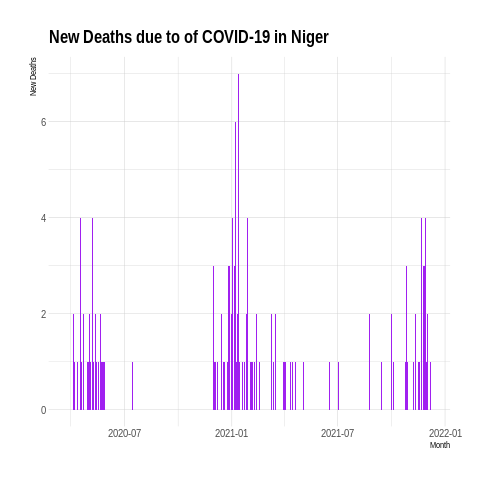 New Deaths due to of COVID-19 in Niger
New Deaths
6
4
2
0
2020-07 2021-01 2021-07 2022-01
Month